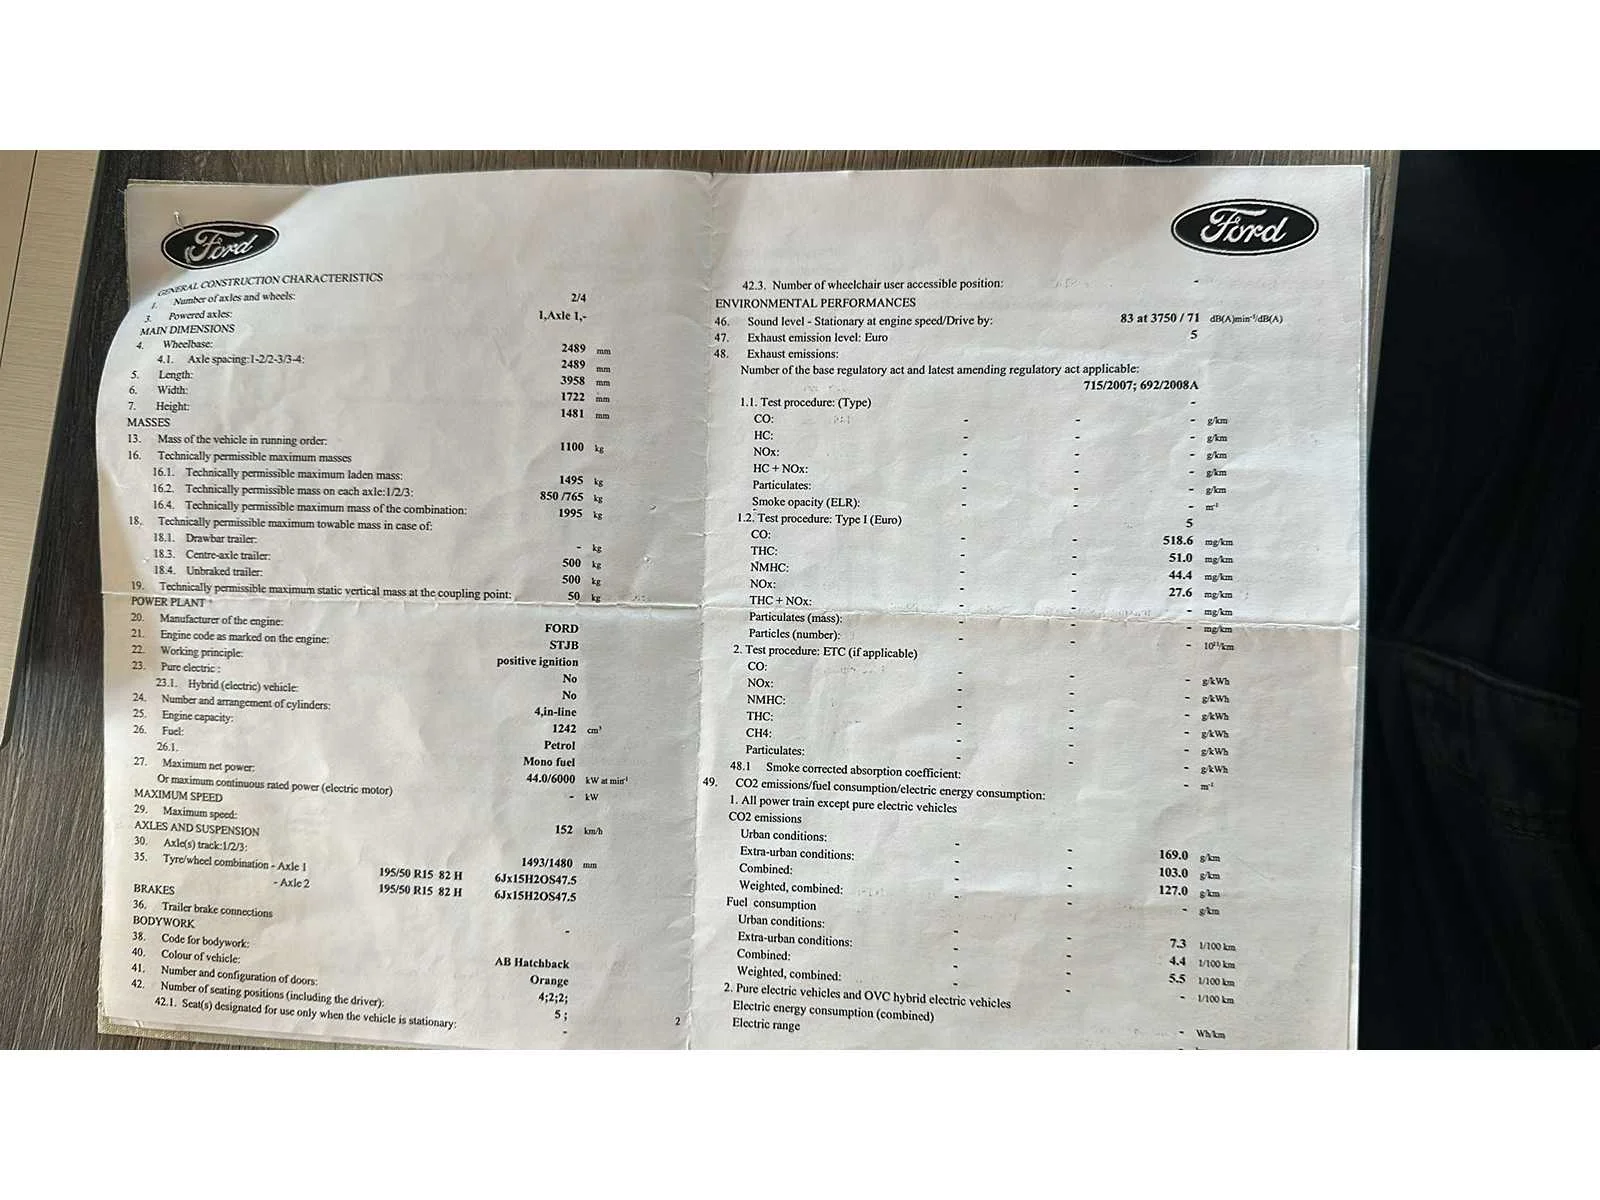 Ford
GENERAL CONSTRUCTION CHARACTERISTICS
1. Number of axles and wheels: 2/4
3. Powered axles: 1,Axle 1,-
MAIN DIMENSIONS
4. Wheelbase: 2489 mm
4.1. Axle spacing:1-2/2-3/3-4: 2489 mm
5. Length: 3958 mm
6. Width: 1722 mm
7. Height: 1481 mm
MASSES
13. Mass of the vehicle in running order: 1100 kg
16. Technically permissible maximum masses
16.1. Technically permissible maximum laden mass: 1495 kg
16.2. Technically permissible mass on each axle:1/2/3: 850 /765 kg
16.4. Technically permissible maximum mass of the combination: 1995 kg
18. Technically permissible maximum towable mass in case of:
18.1. Drawbar trailer: - kg
18.3. Centre-axle trailer: 500 kg
18.4. Unbraked trailer: 500 kg
19. Technically permissible maximum static vertical mass at the coupling point: 50 kg
POWER PLANT
20. Manufacturer of the engine: FORD
21. Engine code as marked on the engine: STJB
22. Working principle: positive ignition
23. Pure electric : No
23.1. Hybrid (electric) vehicle: No
24. Number and arrangement of cylinders: 4,in-line
25. Engine capacity: 1242 cm³
26. Fuel: Petrol
26.1. Mono fuel
27. Maximum net power: 44.0/6000 kW at min⁻¹
Or maximum continuous rated power (electric motor) - kW
MAXIMUM SPEED
29. Maximum speed: 152 km/h
AXLES AND SUSPENSION
30. Axle(s) track:1/2/3: 1493/1480 mm
35. Tyre/wheel combination - Axle 1 195/50 R15 82 H 6Jx15H2OS47.5
- Axle 2 195/50 R15 82 H 6Jx15H2OS47.5
BRAKES
36. Trailer brake connections -
BODYWORK
38. Code for bodywork: AB Hatchback
40. Colour of vehicle: Orange
41. Number and configuration of doors: 4;2;2;
42. Number of seating positions (including the driver): 5 ;
42.1. Seat(s) designated for use only when the vehicle is stationary: -
2
Ford
42.3. Number of wheelchair user accessible position: -
ENVIRONMENTAL PERFORMANCES
46. Sound level - Stationary at engine speed/Drive by: 83 at 3750 / 71 dB(A)min⁻¹/dB(A)
47. Exhaust emission level: Euro 5
48. Exhaust emissions:
Number of the base regulatory act and latest amending regulatory act applicable:
715/2007; 692/2008A
1.1. Test procedure: (Type) -
CO: - - - g/km
HC: - - - g/km
NOx: - - - g/km
HC + NOx: - - - g/km
Particulates: - - - g/km
Smoke opacity (ELR): - - - m⁻¹
1.2. Test procedure: Type I (Euro) 5
CO: - - 518.6 mg/km
THC: - - 51.0 mg/km
NMHC: - - 44.4 mg/km
NOx: - - 27.6 mg/km
THC + NOx: - - - mg/km
Particulates (mass): - - - mg/km
Particles (number): - - - 10¹¹/km
2. Test procedure: ETC (if applicable)
CO: - - - g/kWh
NOx: - - - g/kWh
NMHC: - - - g/kWh
THC: - - - g/kWh
CH4: - - - g/kWh
Particulates: - - - g/kWh
48.1 Smoke corrected absorption coefficient: - m⁻¹
49. CO2 emissions/fuel consumption/electric energy consumption:
1. All power train except pure electric vehicles
CO2 emissions
Urban conditions: - - 169.0 g/km
Extra-urban conditions: - - 103.0 g/km
Combined: - - 127.0 g/km
Weighted, combined: - - - g/km
Fuel consumption
Urban conditions: - - 7.3 1/100 km
Extra-urban conditions: - - 4.4 1/100 km
Combined: - - 5.5 1/100 km
Weighted, combined: - - - 1/100 km
2. Pure electric vehicles and OVC hybrid electric vehicles
Electric energy consumption (combined) - Wh/km
Electric range